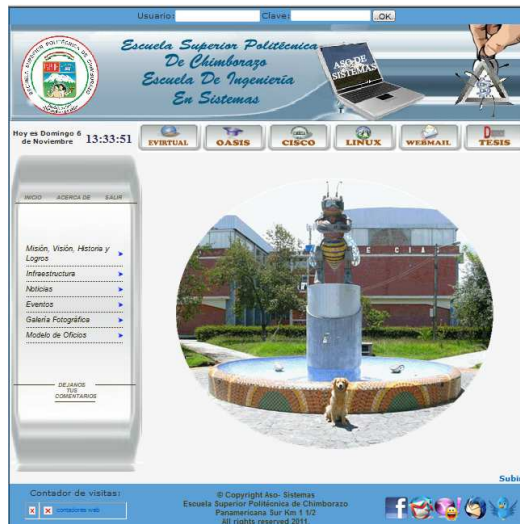 Usuario:
Clave:
..OK.
Escuela Superior Politécnica
De Chimborazo
Escuela De Ingeniería
En Sistemas
ASO-DE
SISTEMAS
Hoy es Domingo 6
de Noviembre
13:33:51
EVIRTUAL
OASIS
CISCO
LINUX
WEBMAIL
TESIS
INICIO ACERCA DE SALIR
Misión, Visión, Historia y
Logros
Infraestructura
Noticias
Eventos
Galería Fotográfica
Modelo de Oficios
DEJANOS
TUS
COMENTARIOS
E C I A S
Subir
Contador de visitas:
contadores web
© Copyright Aso- Sistemas
Escuela Superior Politécnica de Chimborazo
Panamericana Sur Km 1 1/2
All rights reserved 2011.